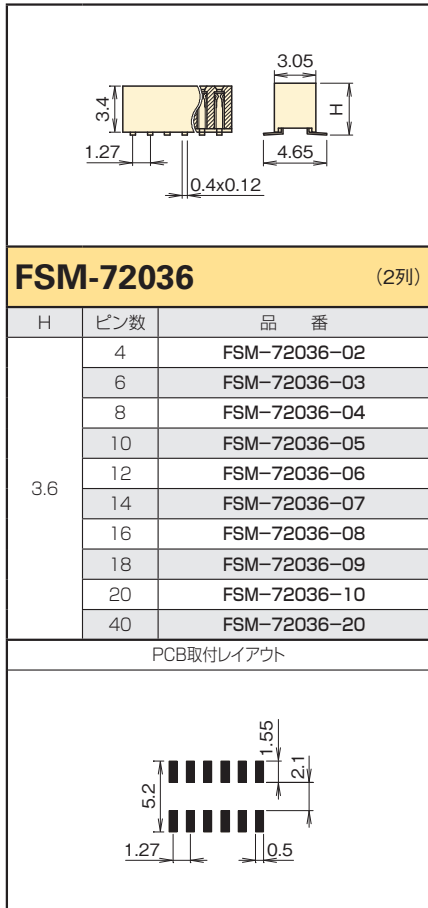 3.05
3.4
H
1.27
4.65
0.4x0.12
FSM-72036 (2列)
H ピン数 品 番
3.6
4 FSM-72036-02
6 FSM-72036-03
8 FSM-72036-04
10 FSM-72036-05
12 FSM-72036-06
14 FSM-72036-07
16 FSM-72036-08
18 FSM-72036-09
20 FSM-72036-10
40 FSM-72036-20
PCB取付レイアウト
1.55
2.1
5.2
1.27
0.5